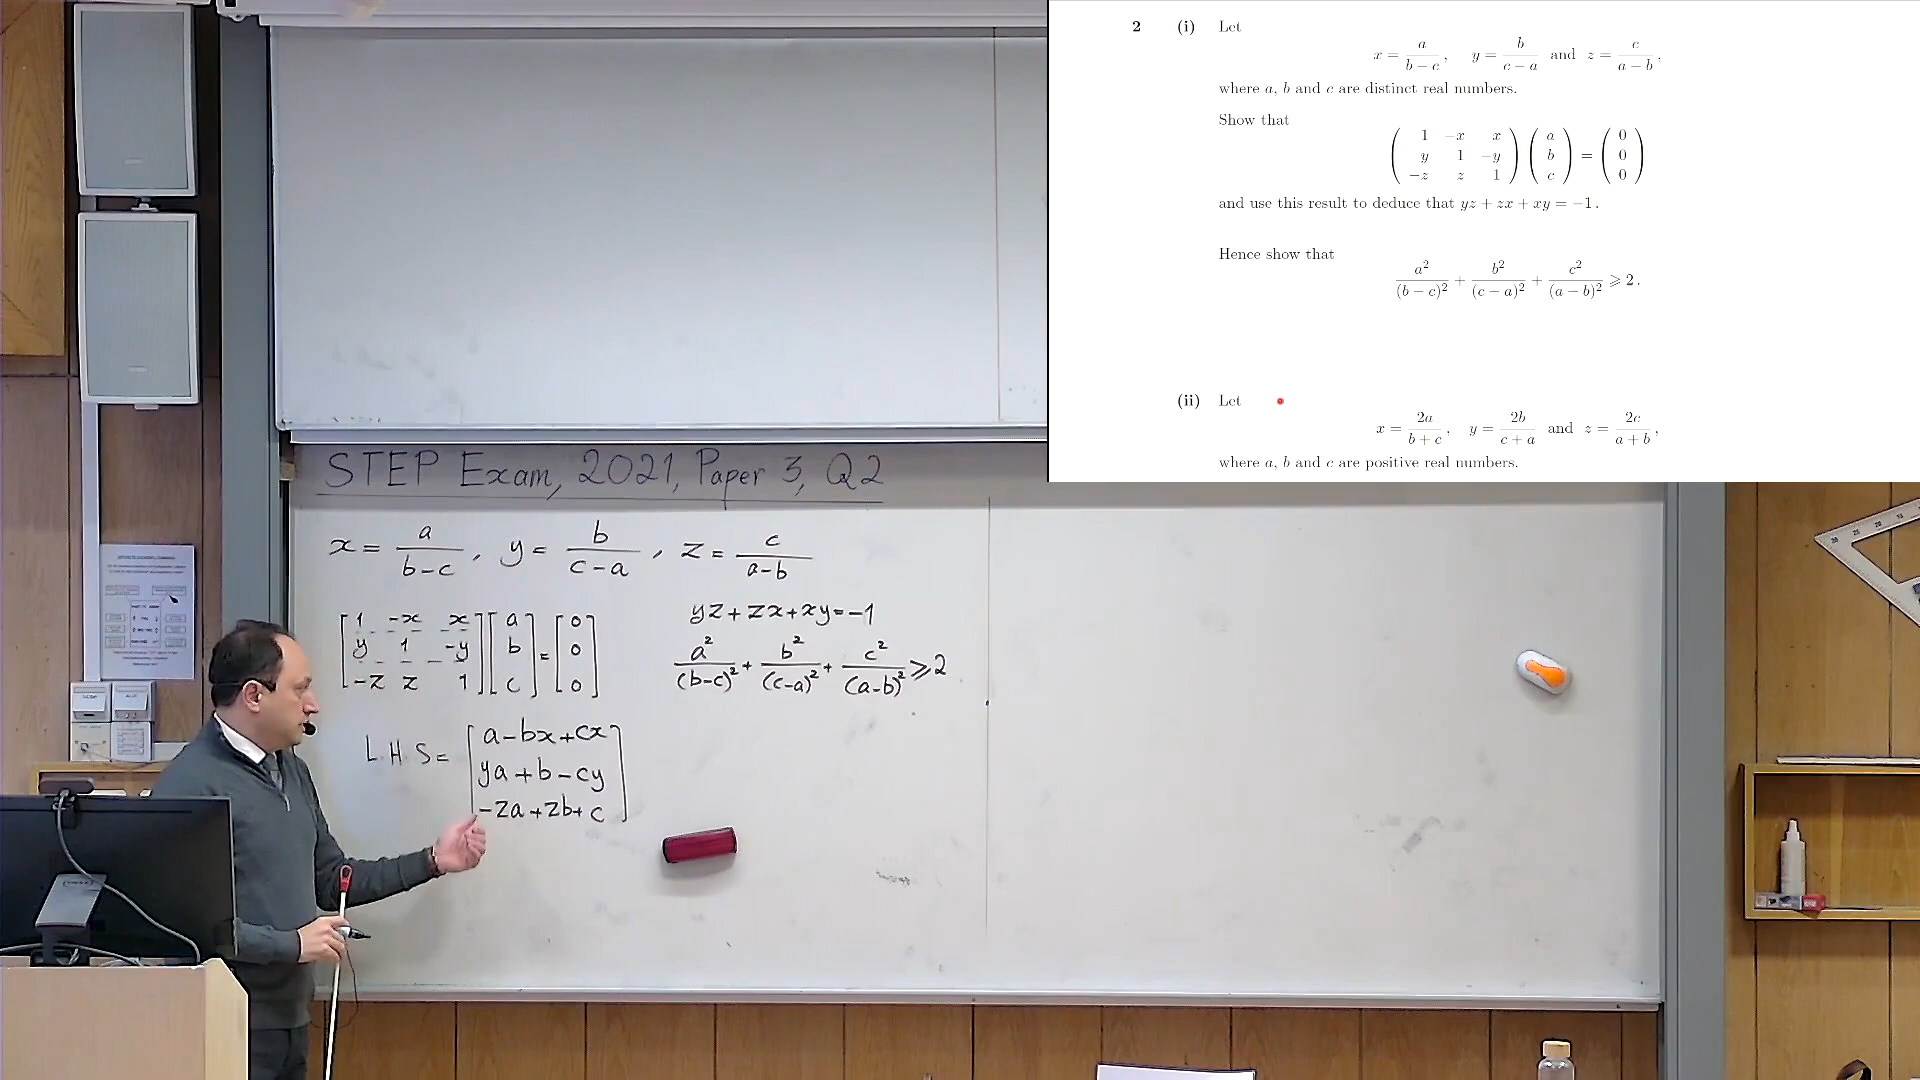 2 (i) Let
x = a/(b − c), y = b/(c − a) and z = c/(a − b),
where a, b and c are distinct real numbers.
Show that
( 1 −x x ) ( a ) ( 0 )
( y 1 −y ) ( b ) = ( 0 )
( −z z 1 ) ( c ) ( 0 )
and use this result to deduce that yz + zx + xy = −1.
Hence show that
a²/(b − c)² + b²/(c − a)² + c²/(a − b)² ⩾ 2.
(ii) Let
x = 2a/(b + c), y = 2b/(c + a) and z = 2c/(a + b),
where a, b and c are positive real numbers.
STEP Exam, 2021, Paper 3, Q2
x = a/(b−c), y = b/(c−a), z = c/(a−b)
[ 1 −x x ] [ a ] [ 0 ]
[ y 1 −y ] [ b ] = [ 0 ]
[ −z z 1 ] [ c ] [ 0 ]
yz + zx + xy = −1
a²/(b−c)² + b²/(c−a)² + c²/(a−b)² ⩾ 2
L.H.S = [ a − bx + cx ]
[ ya + b − cy ]
[ −za + zb + c ]